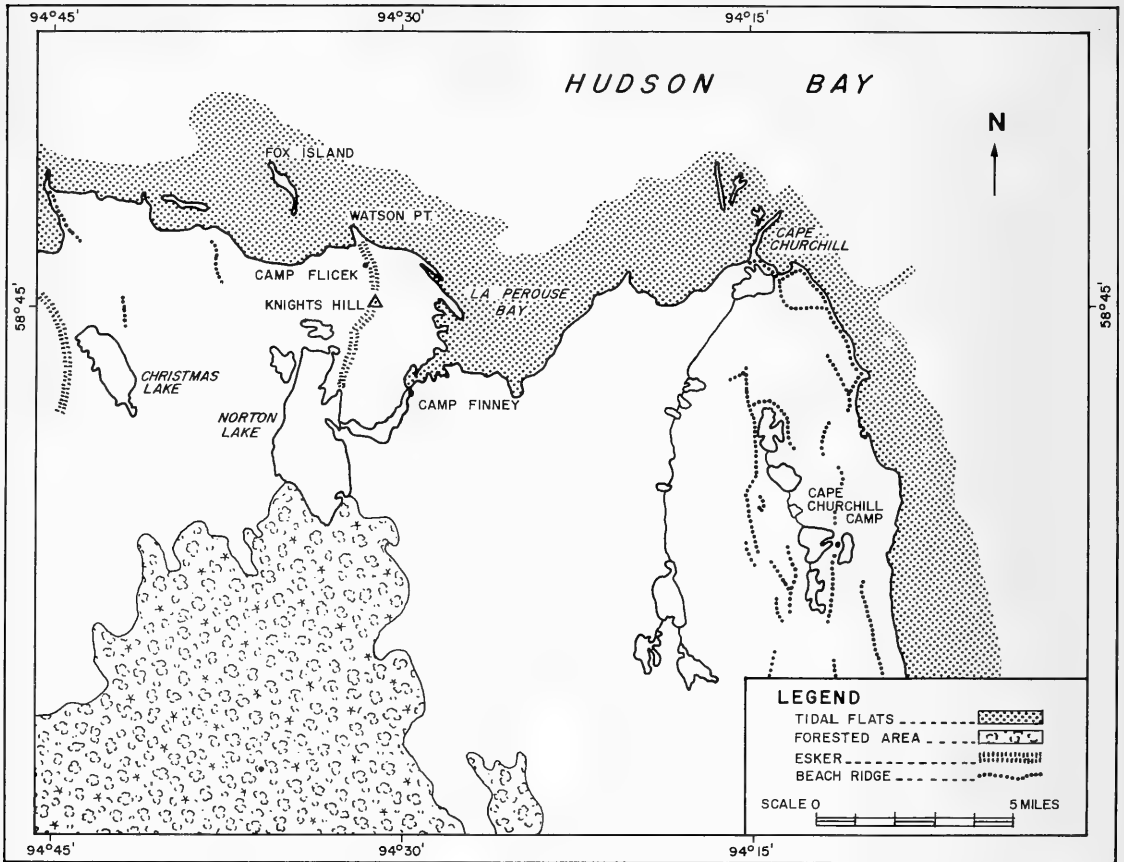 94°45'
94°30'
94°15'
HUDSON BAY
N
FOX ISLAND
WATSON PT.
CAPE
CHURCHILL
CAMP FLICEK
KNIGHTS HILL
LA PEROUSE
BAY
58°45'
58°45'
CHRISTMAS
LAKE
NORTON
LAKE
CAMP FINNEY
CAPE
CHURCHILL
CAMP
LEGEND
TIDAL FLATS
FORESTED AREA
ESKER
BEACH RIDGE
SCALE 0 5 MILES
94°45'
94°30'
94°15'